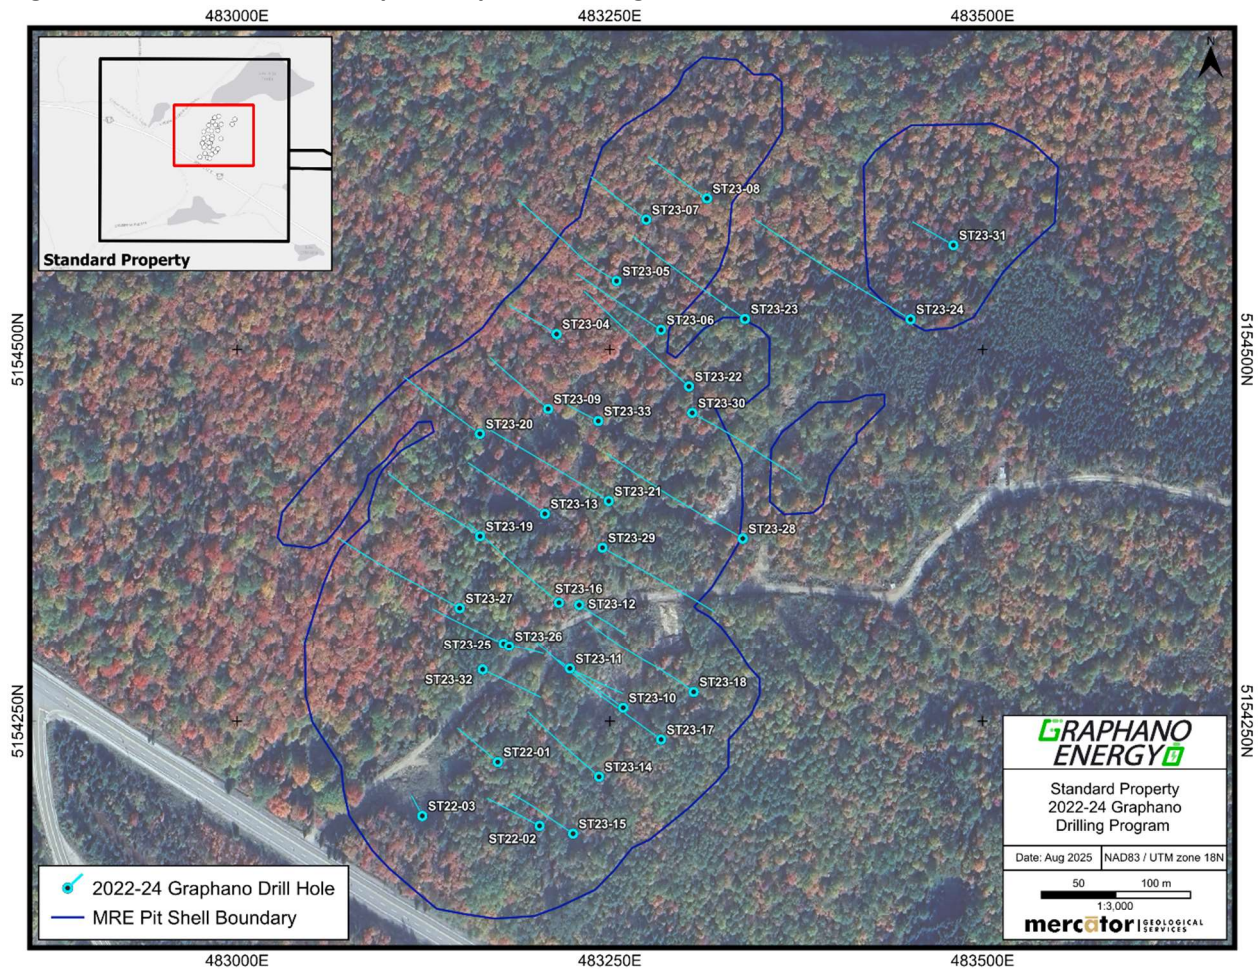 483000E
483250E
483500E
N
Standard Property
ST23-08
ST23-07
ST23-31
ST23-05
ST23-23
ST23-24
ST23-06
ST23-04
5154500N
5154500N
ST23-22
ST23-09
ST23-30
ST23-33
ST23-20
ST23-21
ST23-13
ST23-19
ST23-28
ST23-29
ST23-16
ST23-27
ST23-12
ST23-26
ST23-25
ST23-11
ST23-32
ST23-18
ST23-10
5154250N
5154250N
ST23-17
ST22-01
ST23-14
ST22-03
ST23-15
ST22-02
GRAPHANO
ENERGY
Standard Property
2022-24 Graphano
Drilling Program
Date: Aug 2025
NAD83 / UTM zone 18N
50
100 m
1:3,000
mercator GEOLOGICAL
SERVICES
2022-24 Graphano Drill Hole
MRE Pit Shell Boundary
483000E
483250E
483500E